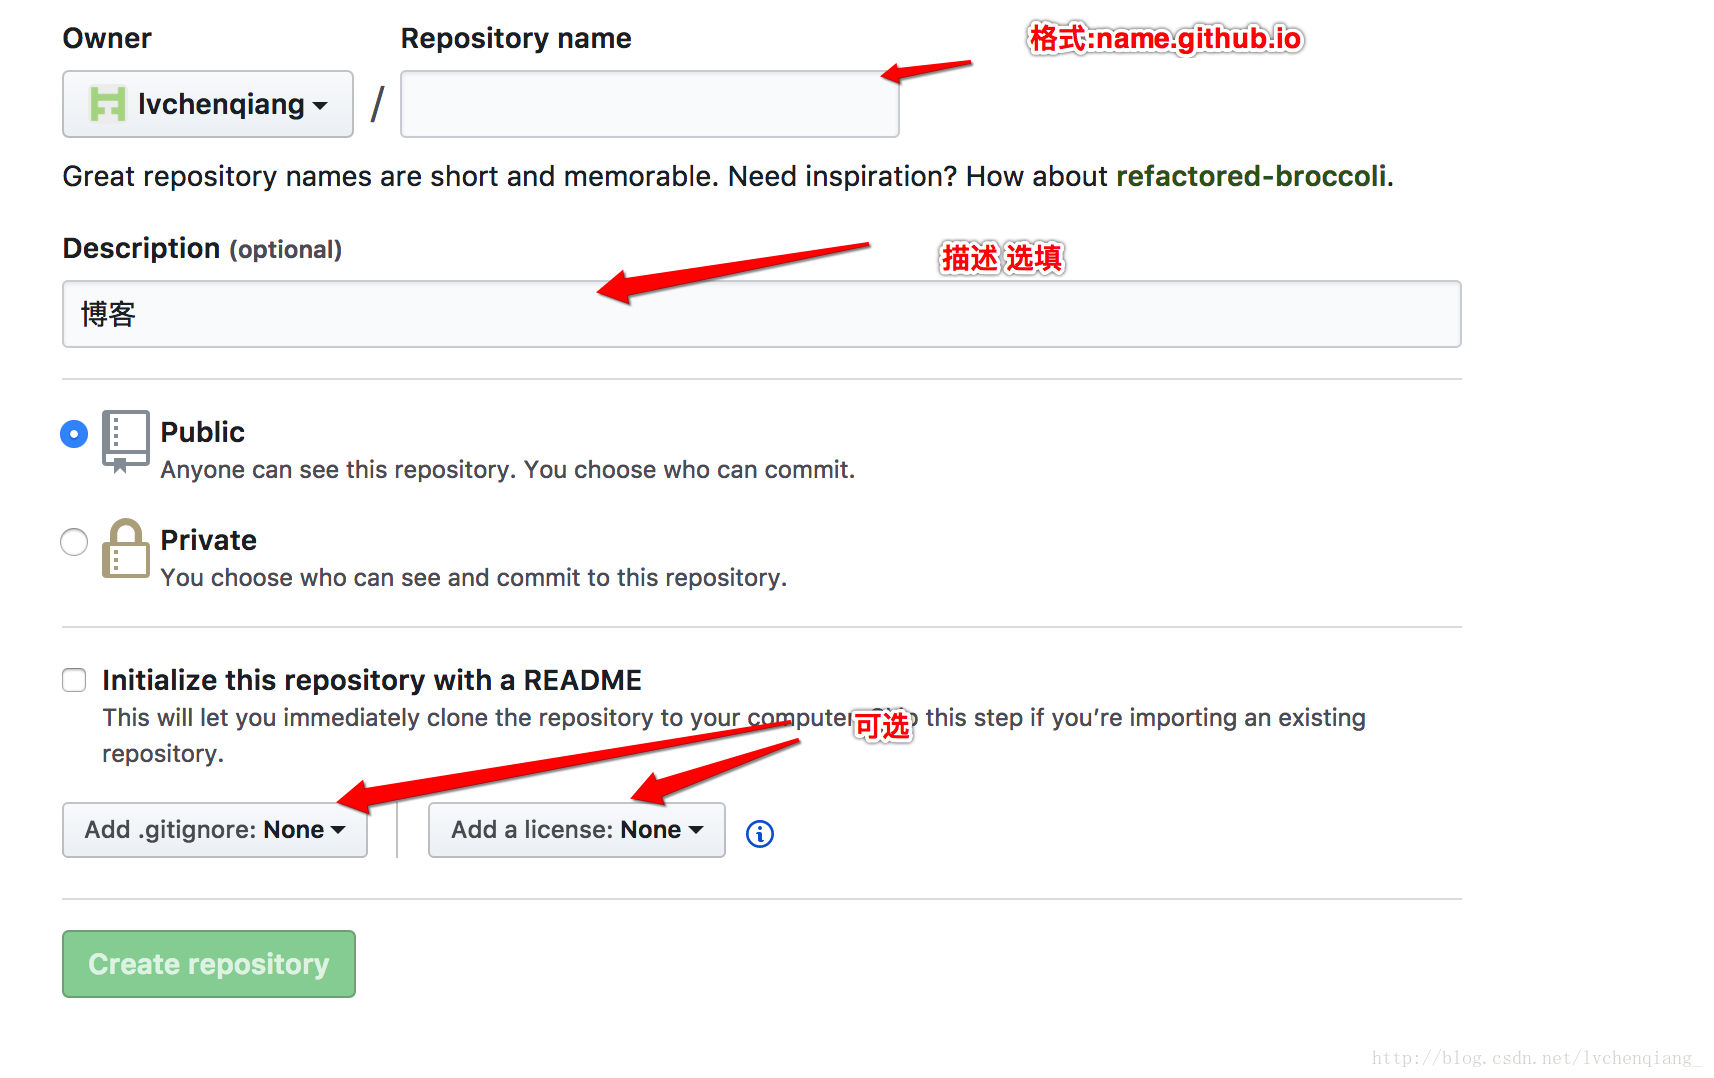 Owner
Repository name
格式:name.github.io
lvchenqiang
/
Great repository names are short and memorable. Need inspiration? How about refactored-broccoli.
Description (optional)
描述 选填
博客
Public
Anyone can see this repository. You choose who can commit.
Private
You choose who can see and commit to this repository.
Initialize this repository with a README
This will let you immediately clone the repository to your computer. this step if you’re importing an existing
可选
repository.
Add .gitignore: None
Add a license: None
Create repository
http://blog.csdn.net/lvchenqiang_